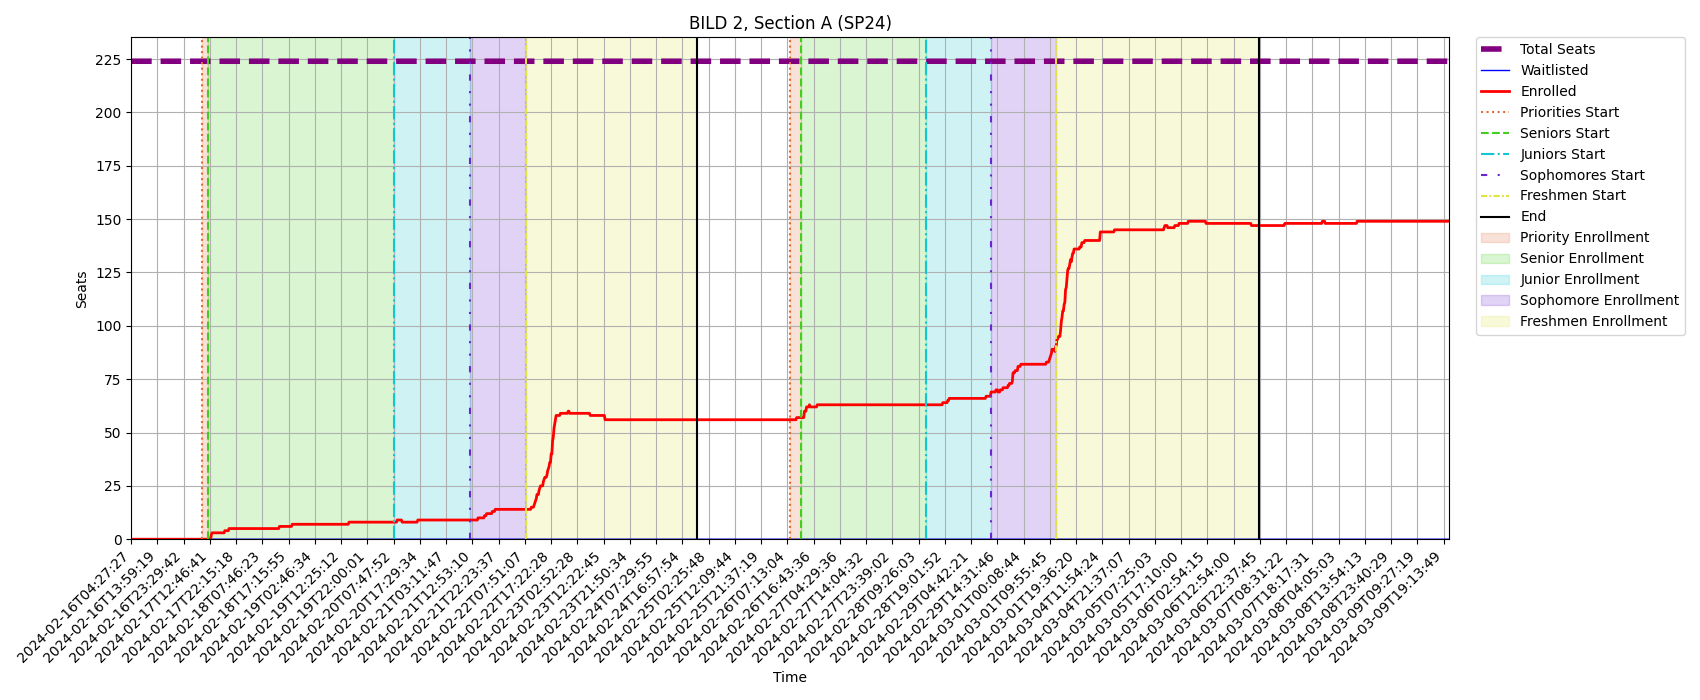 BILD 2, Section A (SP24)
Total Seats
Waitlisted
Enrolled
Priorities Start
Seniors Start
Juniors Start
Sophomores Start
Freshmen Start
End
Priority Enrollment
Senior Enrollment
Junior Enrollment
Sophomore Enrollment
Freshmen Enrollment
Seats
225
200
175
150
125
100
75
50
25
0
2024-02-16T04:27:27
2024-02-16T13:59:19
2024-02-16T23:29:42
2024-02-17T12:46:41
2024-02-17T22:15:18
2024-02-18T07:46:23
2024-02-18T17:15:55
2024-02-19T02:46:34
2024-02-19T12:25:12
2024-02-19T22:00:01
2024-02-20T07:47:52
2024-02-20T17:29:34
2024-02-21T03:11:47
2024-02-21T12:53:10
2024-02-21T22:23:37
2024-02-22T07:51:07
2024-02-22T17:22:28
2024-02-23T02:52:28
2024-02-23T12:22:45
2024-02-23T21:50:34
2024-02-24T07:29:55
2024-02-24T16:57:54
2024-02-25T02:25:48
2024-02-25T12:09:44
2024-02-25T21:37:19
2024-02-26T07:13:04
2024-02-26T16:43:36
2024-02-27T04:29:36
2024-02-27T14:04:32
2024-02-27T23:39:02
2024-02-28T09:26:03
2024-02-28T19:01:52
2024-02-29T04:42:21
2024-02-29T14:31:46
2024-03-01T00:08:44
2024-03-01T09:55:45
2024-03-01T19:36:20
2024-03-04T11:54:24
2024-03-04T21:37:07
2024-03-05T07:25:03
2024-03-05T17:10:00
2024-03-06T02:54:15
2024-03-06T12:54:00
2024-03-06T22:37:45
2024-03-07T08:31:22
2024-03-07T18:17:31
2024-03-08T04:05:03
2024-03-08T13:54:13
2024-03-08T23:40:29
2024-03-09T09:27:19
2024-03-09T19:13:49
Time